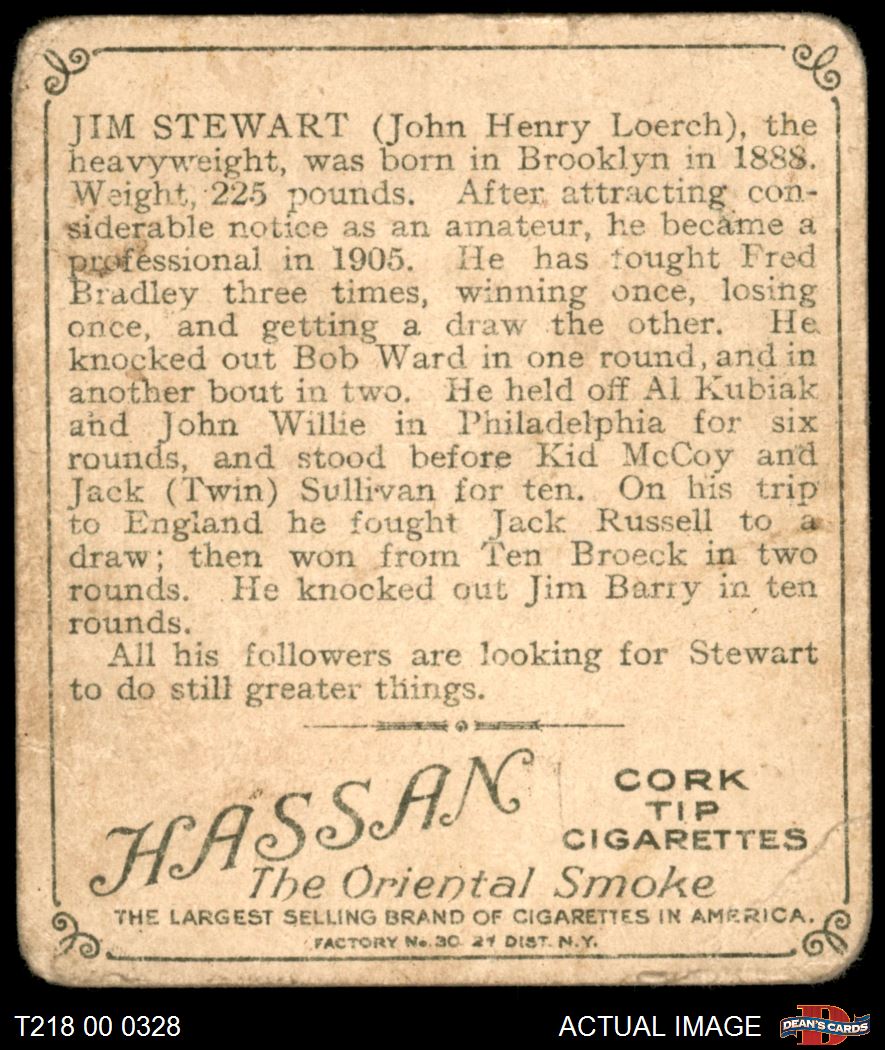 JIM STEWART (John Henry Loerch), the
heavyweight, was born in Brooklyn in 1888.
Weight, 225 pounds. After attracting con-
siderable notice as an amateur, he became a
professional in 1905. He has fought Fred
Bradley three times, winning once, losing
once, and getting a draw the other. He
knocked out Bob Ward in one round, and in
another bout in two. He held off Al Kubiak
and John Willie in Philadelphia for six
rounds, and stood before Kid McCoy and
Jack (Twin) Sullivan for ten. On his trip
to England he fought Jack Russell to a
draw; then won from Ten Broeck in two
rounds. He knocked out Jim Barry in ten
rounds.
All his followers are looking for Stewart
to do still greater things.
HASSAN
CORK
TIP
CIGARETTES
The Oriental Smoke
THE LARGEST SELLING BRAND OF CIGARETTES IN AMERICA.
FACTORY No. 30 2d DIST. N.Y.
T218 00 0328
ACTUAL IMAGE
D
DEAN'S CARDS